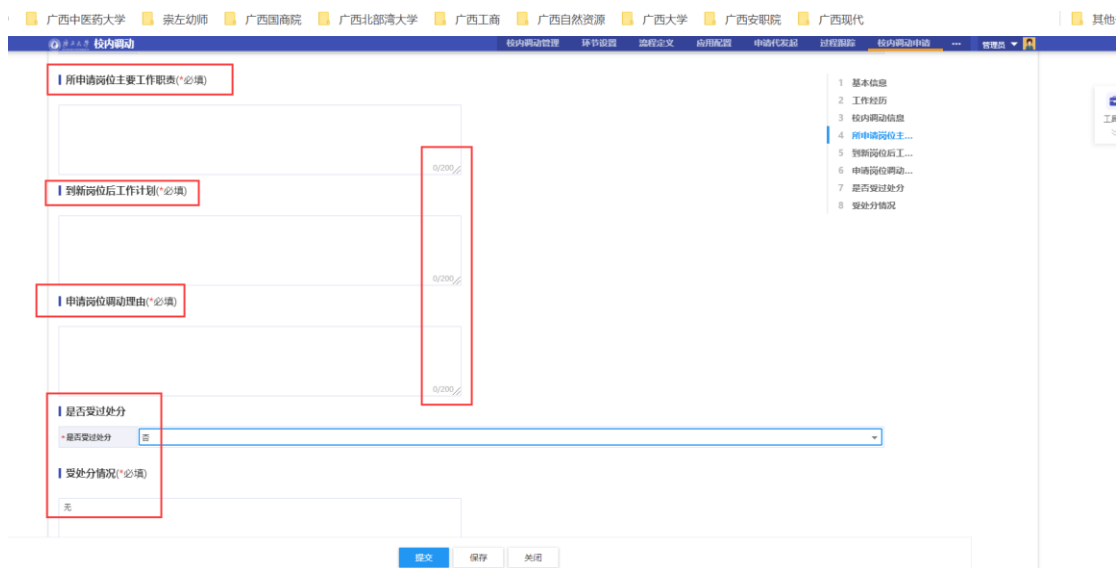 广西中医药大学 崇左幼师 广西国商院 广西北部湾大学 广西工商 广西自然资源 广西大学 广西安职院 广西现代 其他
校内调动 校内调动管理 环节设置 流程定义 应用配置 申请代发起 过程跟踪 校内调动申请 ··· 管理员
所申请岗位主要工作职责(*必填)
0/200
到新岗位后工作计划(*必填)
0/200
申请岗位调动理由(*必填)
0/200
是否受过处分
*是否受过处分 否
受处分情况(*必填)
无
1 基本信息
2 工作经历
3 校内调动信息
4 所申请岗位主...
5 到新岗位后工...
6 申请岗位调动...
7 是否受过处分
8 受处分情况
提交 保存 关闭